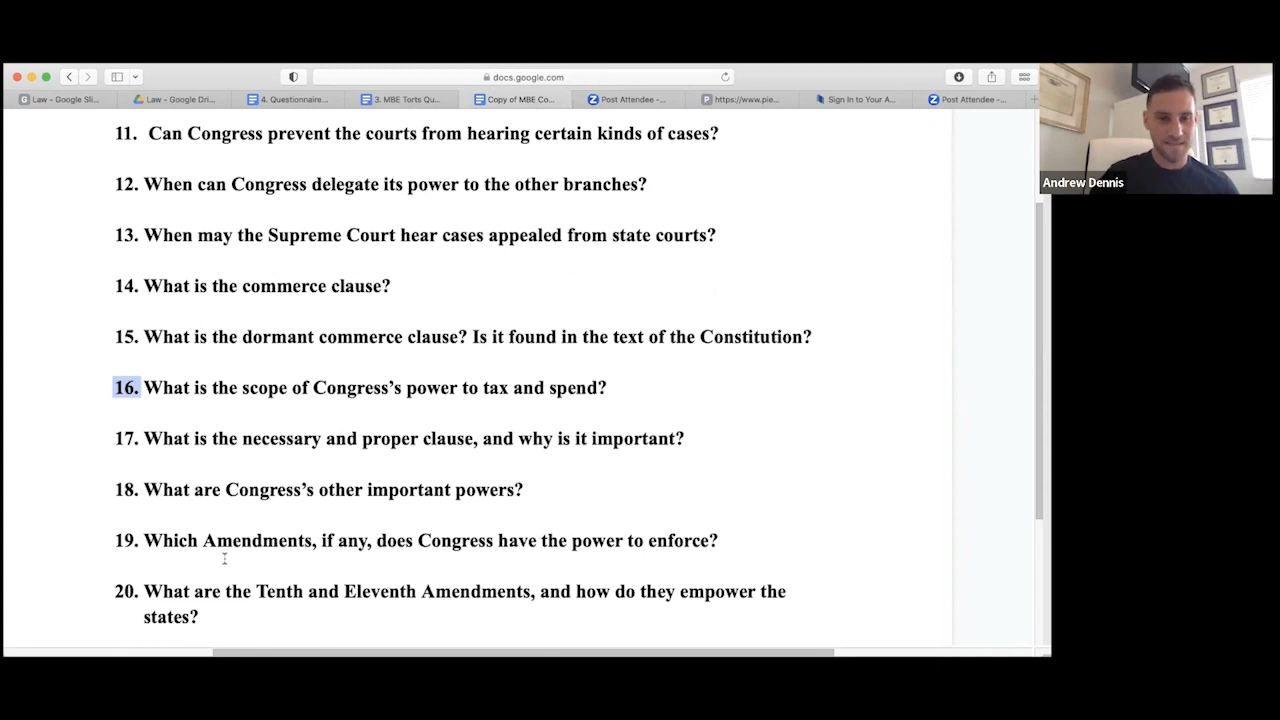 docs.google.com
Law - Google Sli...
Law - Google Dri...
4. Questionnaire...
3. MBE Torts Qu...
Copy of MBE Co...
Post Attendee -...
https://www.pie...
Sign In to Your A...
Post Attendee -...
11. Can Congress prevent the courts from hearing certain kinds of cases?
12. When can Congress delegate its power to the other branches?
13. When may the Supreme Court hear cases appealed from state courts?
14. What is the commerce clause?
15. What is the dormant commerce clause? Is it found in the text of the Constitution?
16. What is the scope of Congress’s power to tax and spend?
17. What is the necessary and proper clause, and why is it important?
18. What are Congress’s other important powers?
19. Which Amendments, if any, does Congress have the power to enforce?
20. What are the Tenth and Eleventh Amendments, and how do they empower the
states?
Andrew Dennis